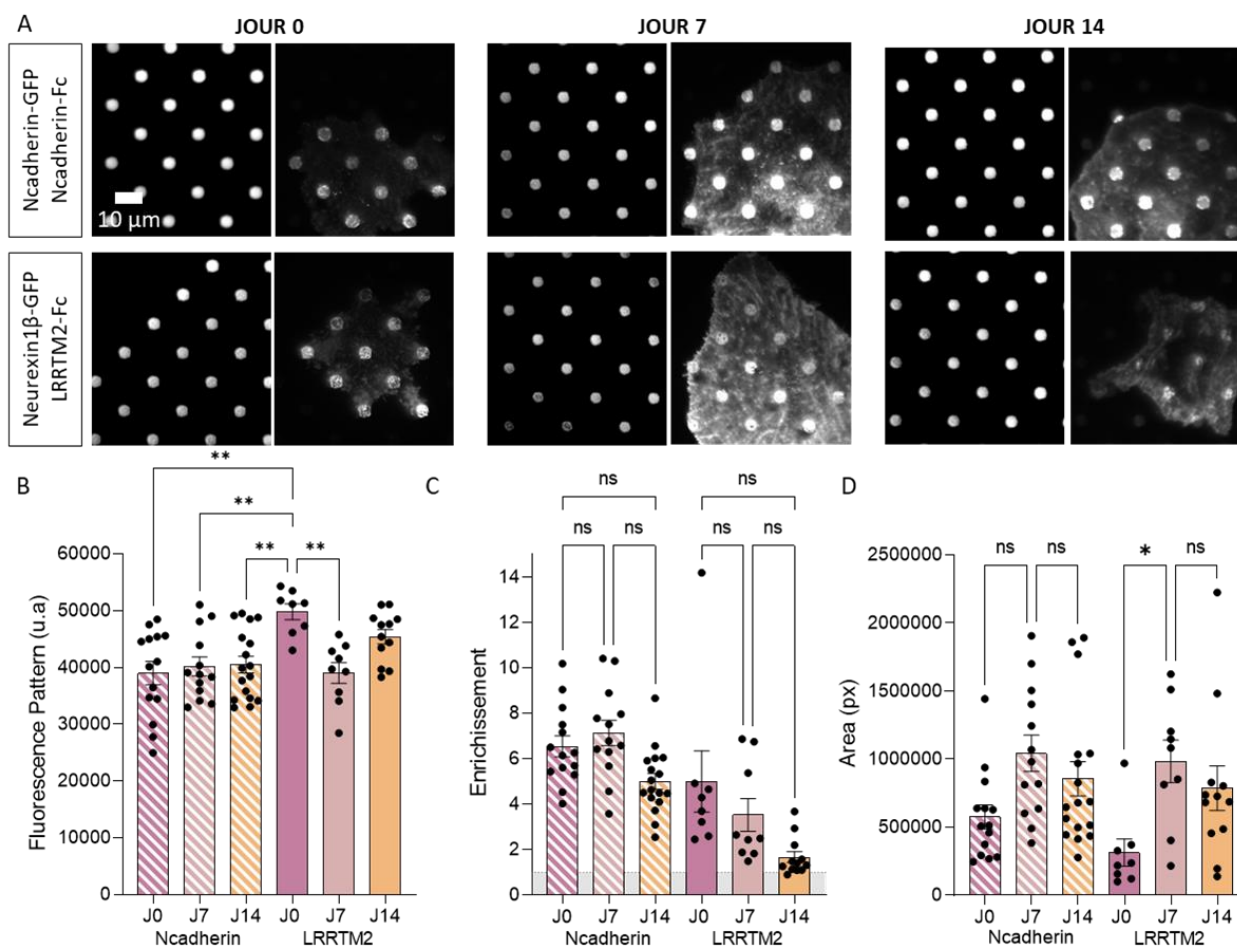 A
JOUR 0
JOUR 7
JOUR 14
Ncadherin-GFP
Ncadherin-Fc
10 µm
Neurexin1β-GFP
LRRTM2-Fc
B
**
**
**
**
Fluorescence Pattern (u.a)
60000
50000
40000
30000
20000
10000
0
J0
J7
J14
J0
J7
J14
Ncadherin
LRRTM2
C
ns
ns
ns
ns
ns
ns
Enrichissement
14
12
10
8
6
4
2
0
J0
J7
J14
J0
J7
J14
Ncadherin
LRRTM2
D
ns
ns
*
ns
Area (px)
2500000
2000000
1500000
1000000
500000
0
J0
J7
J14
J0
J7
J14
Ncadherin
LRRTM2